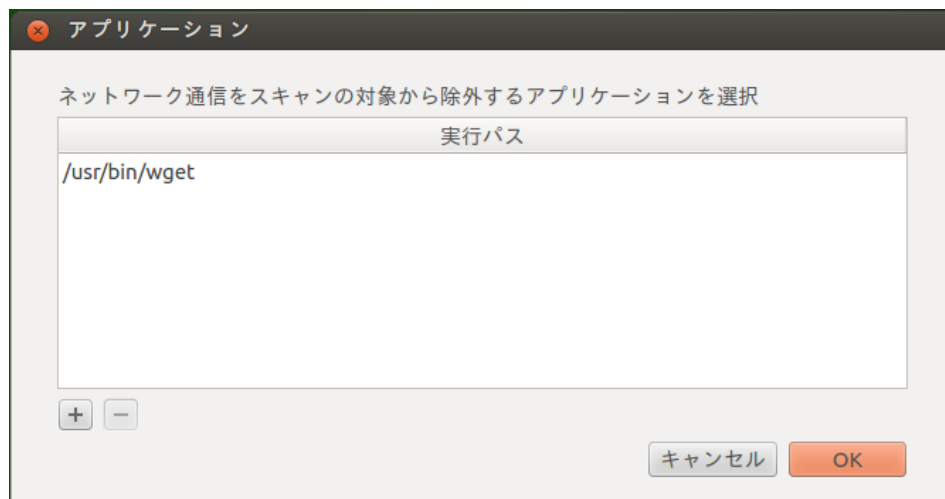 アプリケーション
ネットワーク通信をスキャンの対象から除外するアプリケーションを選択
実行パス
/usr/bin/wget
+ −
キャンセル OK